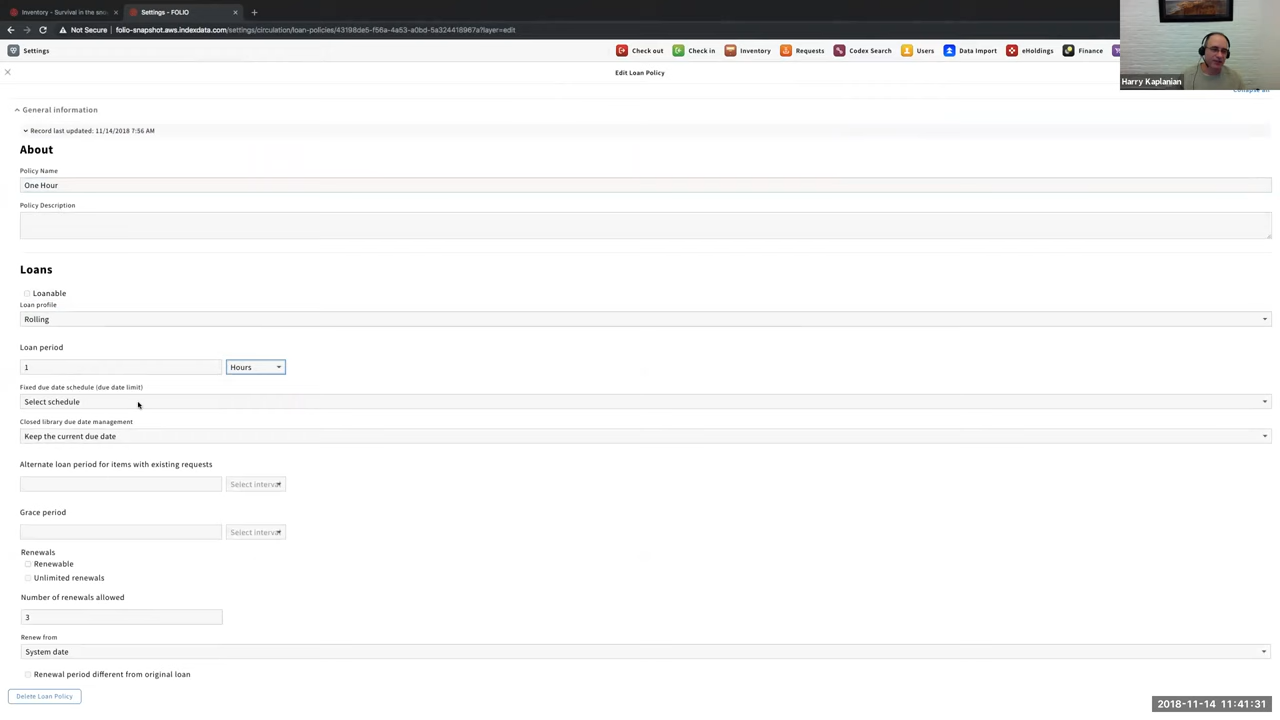 Inventory - Survival in the sno
Settings - FOLIO
Not Secure
folio-snapshot.aws.indexdata.com/settings/circulation/loan-policies/43198de5-f56a-4a53-a0bd-5a324418967a?layer=edit
Settings
Check out
Check in
Inventory
Requests
Codex Search
Users
Data Import
eHoldings
Finance
Edit Loan Policy
Harry Kaplanian
Collapse all
General information
Record last updated: 11/14/2018 7:56 AM
About
Policy Name
One Hour
Policy Description
Loans
Loanable
Loan profile
Rolling
Loan period
1
Hours
Fixed due date schedule (due date limit)
Select schedule
Closed library due date management
Keep the current due date
Alternate loan period for items with existing requests
Select interval
Grace period
Select interval
Renewals
Renewable
Unlimited renewals
Number of renewals allowed
3
Renew from
System date
Renewal period different from original loan
Delete Loan Policy
2018-11-14 11:41:31